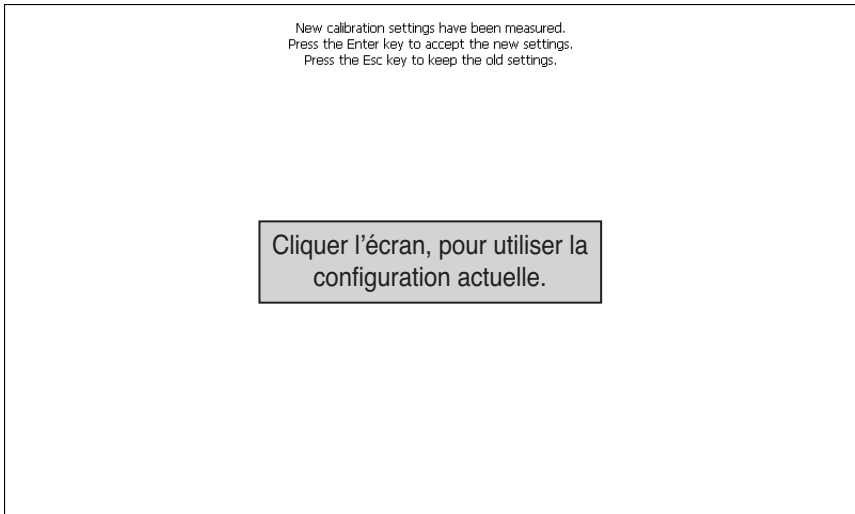 New calibration settings have been measured.
Press the Enter key to accept the new settings.
Press the Esc key to keep the old settings.
Cliquer l’écran, pour utiliser la
configuration actuelle.